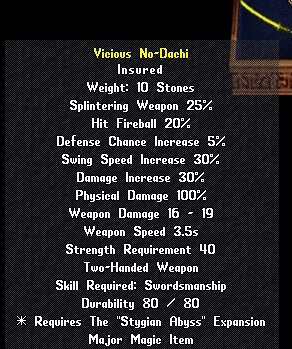 Vicious No-Dachi
Insured
Weight: 10 Stones
Splintering Weapon 25%
Hit Fireball 20%
Defense Chance Increase 5%
Swing Speed Increase 30%
Damage Increase 30%
Physical Damage 100%
Weapon Damage 16 - 19
Weapon Speed 3.5s
Strength Requirement 40
Two-Handed Weapon
Skill Required: Swordsmanship
Durability 80 / 80
* Requires The "Stygian Abyss" Expansion
Major Magic Item